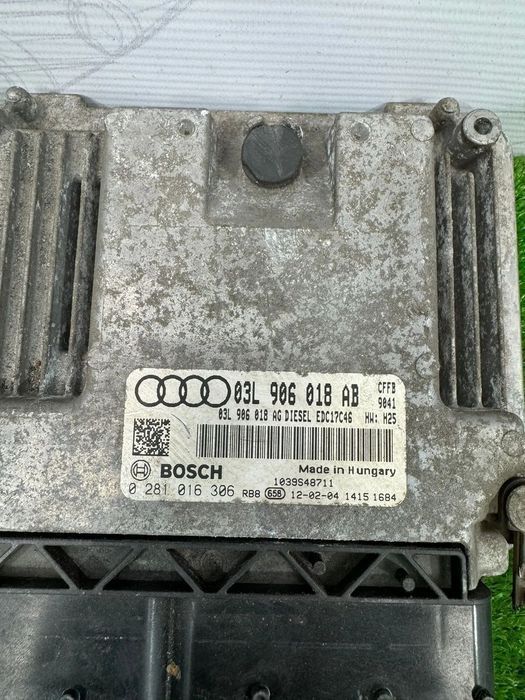 03L 906 018 AB CFFB
03L 906 018 AG DIESEL EDC17C46 9041
HW: H25
BOSCH Made in Hungary
1039S48711
0 281 016 306 RB8 658 12-02-04 1415 1684